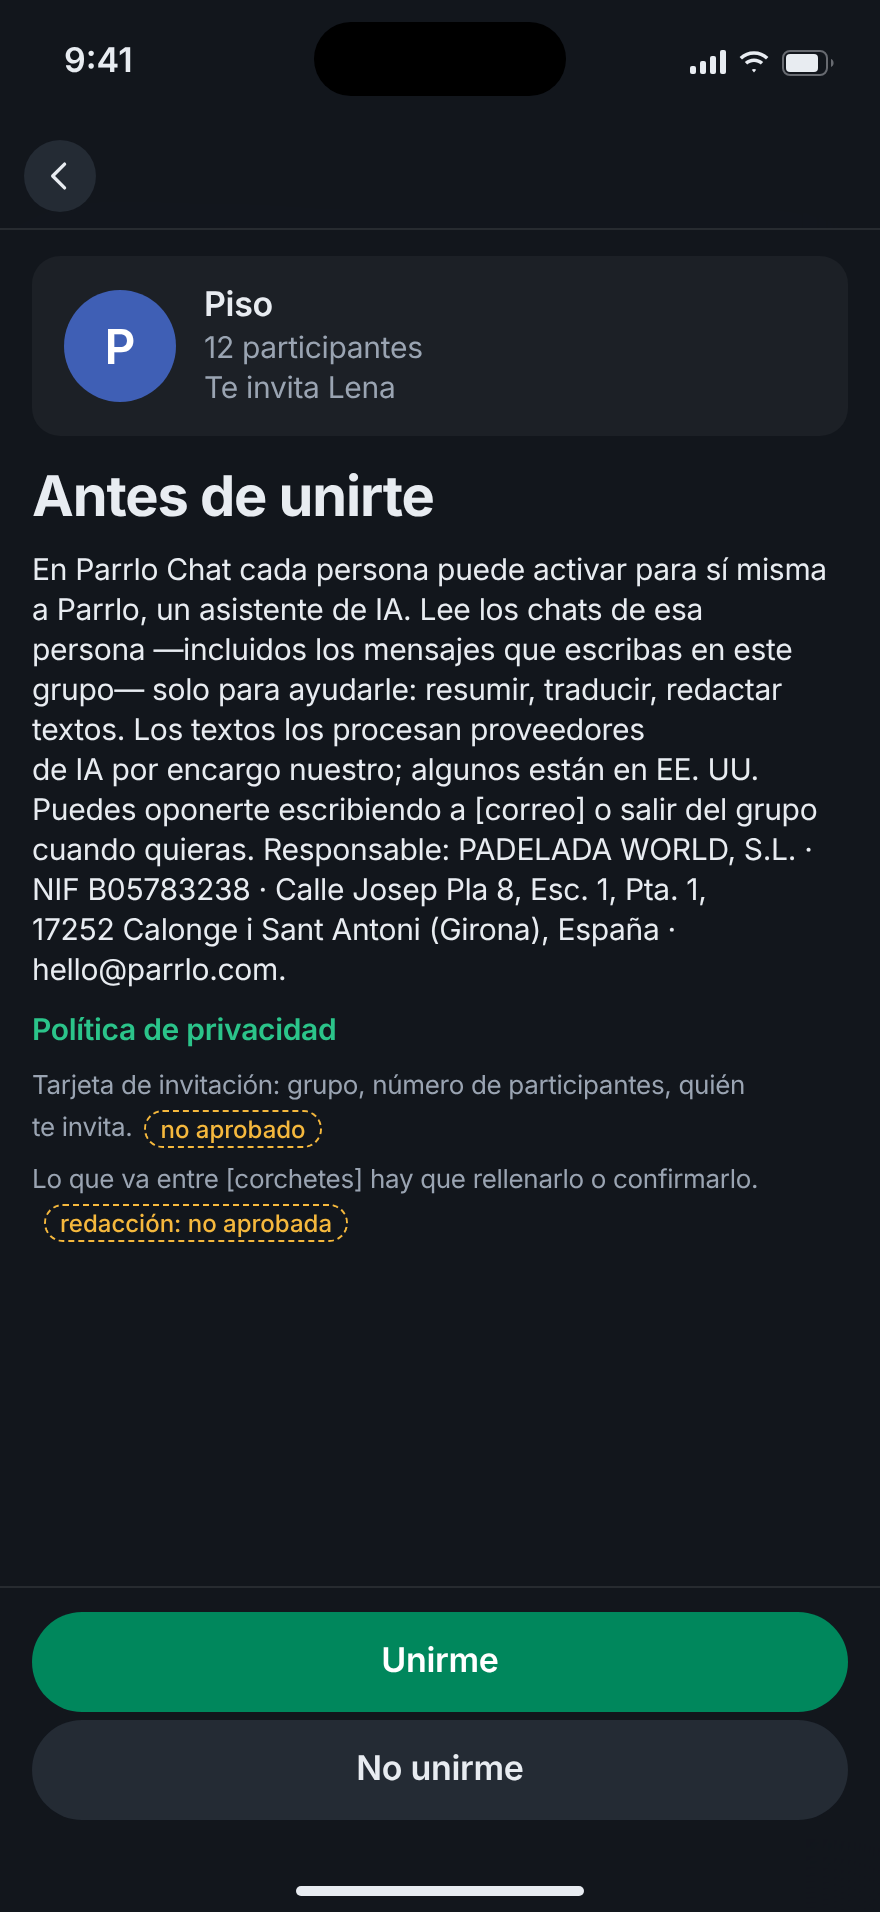 9:41
P
Piso
12 participantes
Te invita Lena
Antes de unirte
En Parrlo Chat cada persona puede activar para sí misma
a Parrlo, un asistente de IA. Lee los chats de esa
persona —incluidos los mensajes que escribas en este
grupo— solo para ayudarle: resumir, traducir, redactar
textos. Los textos los procesan proveedores
de IA por encargo nuestro; algunos están en EE. UU.
Puedes oponerte escribiendo a [correo] o salir del grupo
cuando quieras. Responsable: PADELADA WORLD, S.L. ·
NIF B05783238 · Calle Josep Pla 8, Esc. 1, Pta. 1,
17252 Calonge i Sant Antoni (Girona), España ·
hello@parrlo.com.
Política de privacidad
Tarjeta de invitación: grupo, número de participantes, quién
te invita. no aprobado
Lo que va entre [corchetes] hay que rellenarlo o confirmarlo.
redacción: no aprobada
Unirme
No unirme